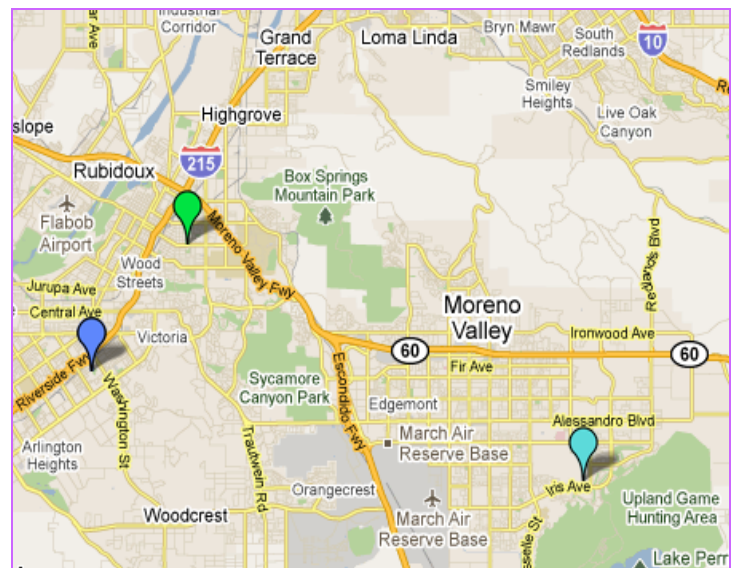 Industrial
Corridor
ar Ave
Grand
Terrace
Loma Linda
Bryn Mawr
South
Redlands
10
Smiley
Heights
Live Oak
Canyon
Highgrove
slope
215
Rubidoux
Box Springs
Mountain Park
Flabob
Airport
Moreno Valley Fwy
Wood
Streets
Jurupa Ave
Central Ave
Victoria
Redlands Blvd
Moreno
Valley
Ironwood Ave
60
60
Fir Ave
Riverside Fwy
Washington St
Sycamore
Canyon Park
Escondido Fwy
Edgemont
Alessandro Blvd
March Air
Reserve Base
Arlington
Heights
Trautwein Rd
Orangecrest
Iris Ave
Upland Game
Hunting Area
Woodcrest
March Air
Reserve Base
sselle St
Lake Perr